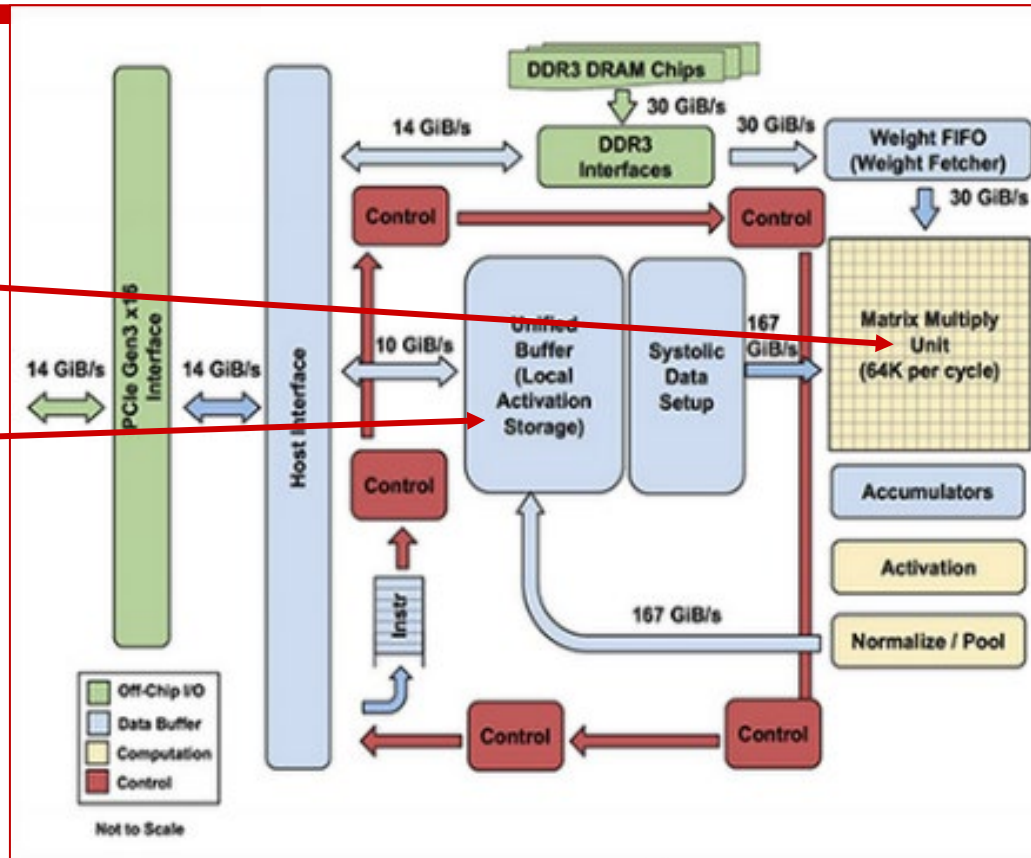 DDR3 DRAM Chips
30 GiB/s
14 GiB/s
DDR3
Interfaces
30 GiB/s
Weight FIFO
(Weight Fetcher)
30 GiB/s
Control
Control
PCIe Gen3 x16
Interface
Host Interface
14 GiB/s
14 GiB/s
10 GiB/s
Unified
Buffer
(Local
Activation
Storage)
Systolic
Data
Setup
167
GiB/s
Matrix Multiply
Unit
(64K per cycle)
Control
Accumulators
Activation
Instr
167 GiB/s
Normalize / Pool
Off-Chip I/O
Data Buffer
Computation
Control
Control
Control
Not to Scale